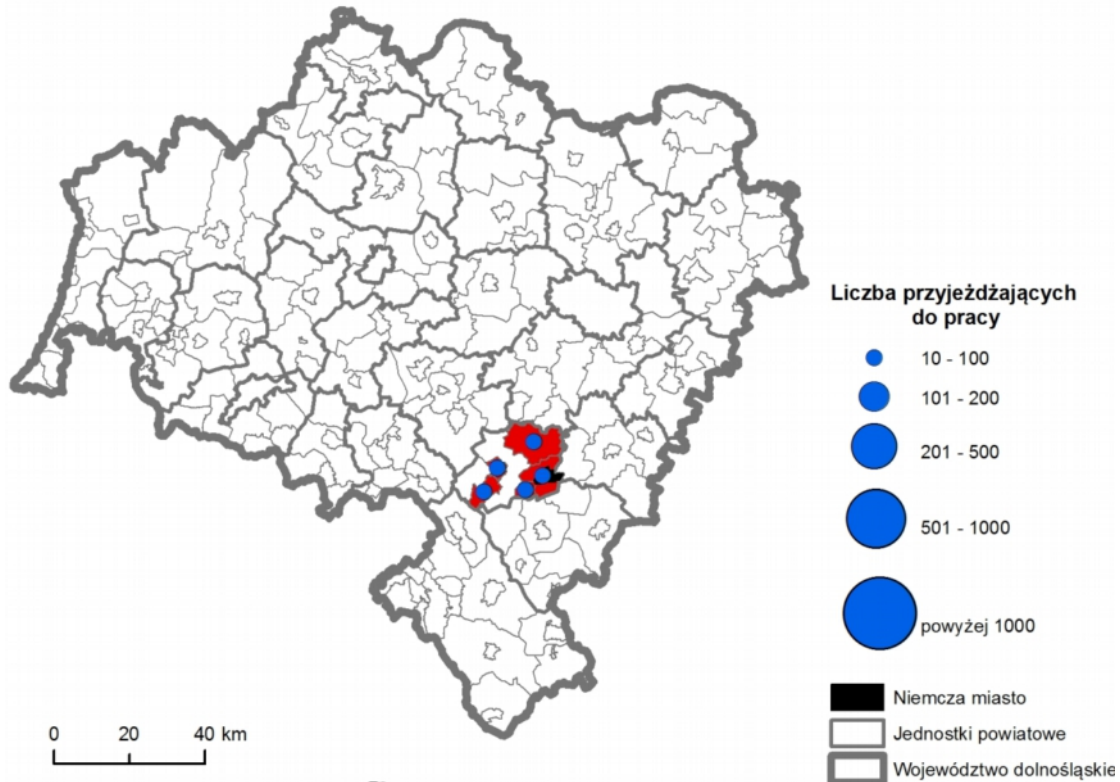 Liczba przyjeżdżających
do pracy
10 - 100
101 - 200
201 - 500
501 - 1000
powyżej 1000
Niemcza miasto
Jednostki powiatowe
Województwo dolnośląskie
0 20 40 km